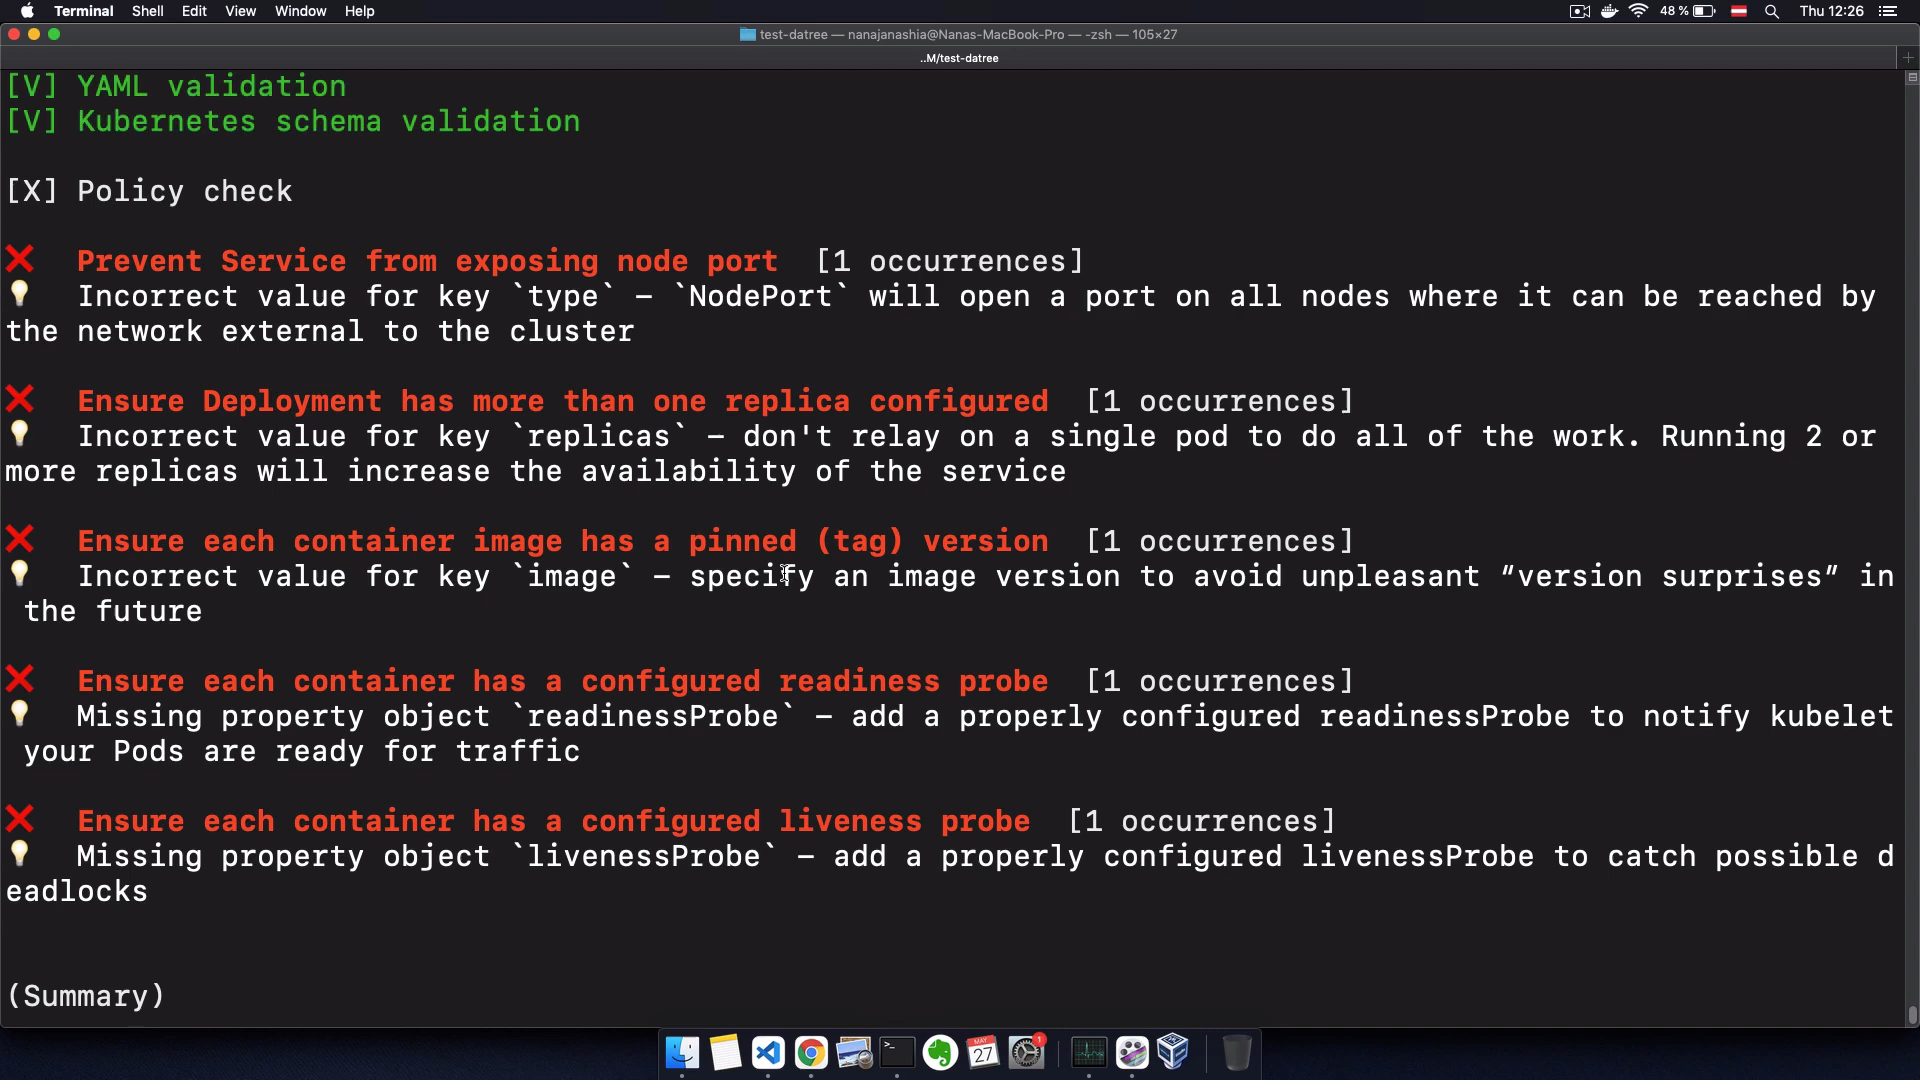 Terminal Shell Edit View Window Help 48 % Thu 12:26
test-datree — nanajanashia@Nanas-MacBook-Pro — -zsh — 105×27
..M/test-datree
[V] YAML validation
[V] Kubernetes schema validation
[X] Policy check
❌ Prevent Service from exposing node port [1 occurrences]
💡 Incorrect value for key `type` – `NodePort` will open a port on all nodes where it can be reached by
the network external to the cluster
❌ Ensure Deployment has more than one replica configured [1 occurrences]
💡 Incorrect value for key `replicas` – don't relay on a single pod to do all of the work. Running 2 or
more replicas will increase the availability of the service
❌ Ensure each container image has a pinned (tag) version [1 occurrences]
💡 Incorrect value for key `image` – specify an image version to avoid unpleasant “version surprises” in
the future
❌ Ensure each container has a configured readiness probe [1 occurrences]
💡 Missing property object `readinessProbe` – add a properly configured readinessProbe to notify kubelet
your Pods are ready for traffic
❌ Ensure each container has a configured liveness probe [1 occurrences]
💡 Missing property object `livenessProbe` – add a properly configured livenessProbe to catch possible d
eadlocks
(Summary)
MAY
27
1